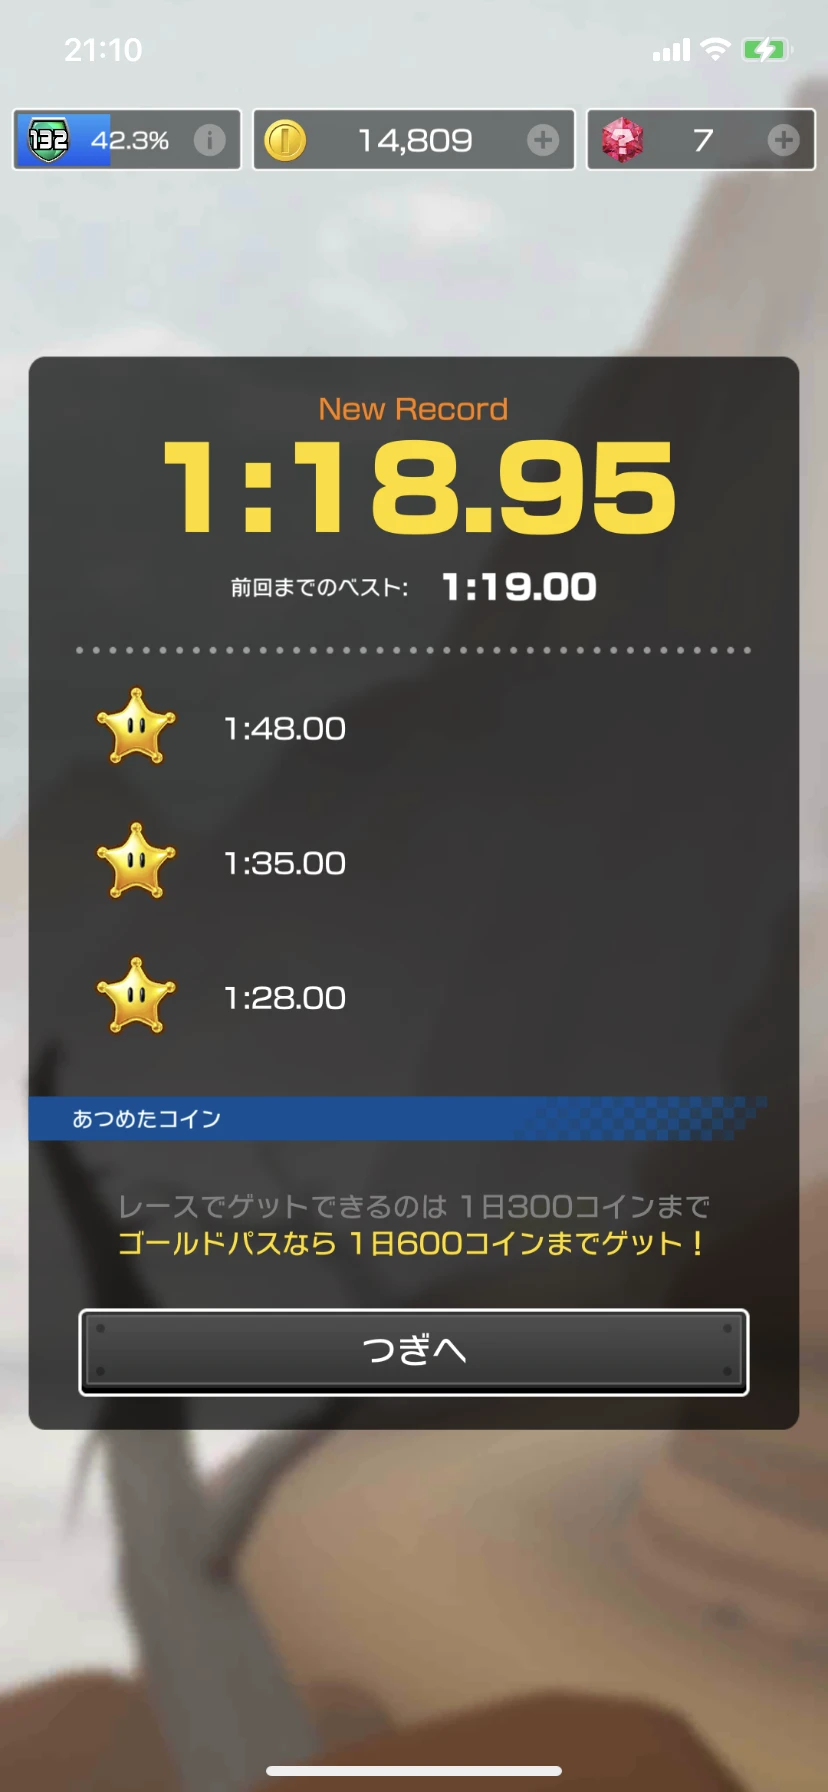 21:10
132 42.3% i 14,809 + ? 7 +
New Record
1:18.95
前回までのベスト: 1:19.00
1:48.00
1:35.00
1:28.00
あつめたコイン
レースでゲットできるのは 1日300コインまで
ゴールドパスなら 1日600コインまでゲット！
つぎへ